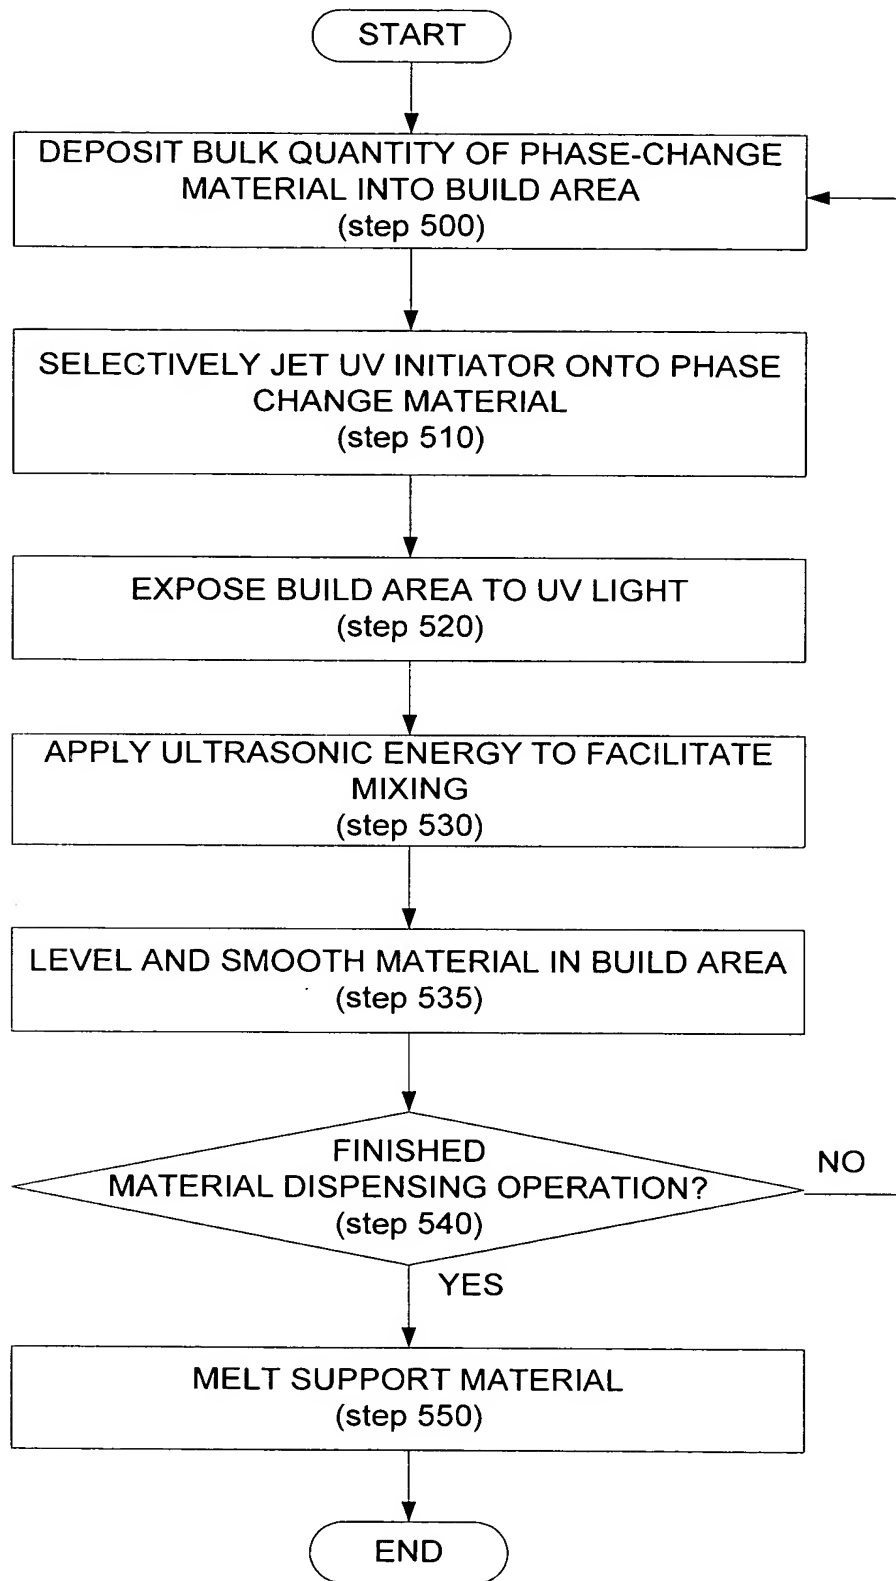 START
DEPOSIT BULK QUANTITY OF PHASE-CHANGE
MATERIAL INTO BUILD AREA
(step 500)
SELECTIVELY JET UV INITIATOR ONTO PHASE
CHANGE MATERIAL
(step 510)
EXPOSE BUILD AREA TO UV LIGHT
(step 520)
APPLY ULTRASONIC ENERGY TO FACILITATE
MIXING
(step 530)
LEVEL AND SMOOTH MATERIAL IN BUILD AREA
(step 535)
FINISHED
MATERIAL DISPENSING OPERATION?
(step 540)
NO
YES
MELT SUPPORT MATERIAL
(step 550)
END